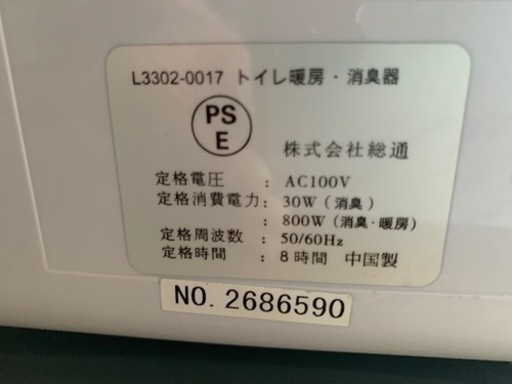 L3302-0017 トイレ暖房・消臭器
PS
E
株式会社総通
定格電圧 : AC100V
定格消費電力: 30W（消臭）
: 800W（消臭・暖房）
定格周波数 : 50/60Hz
定格時間 : 8時間 中国製
NO. 2686590